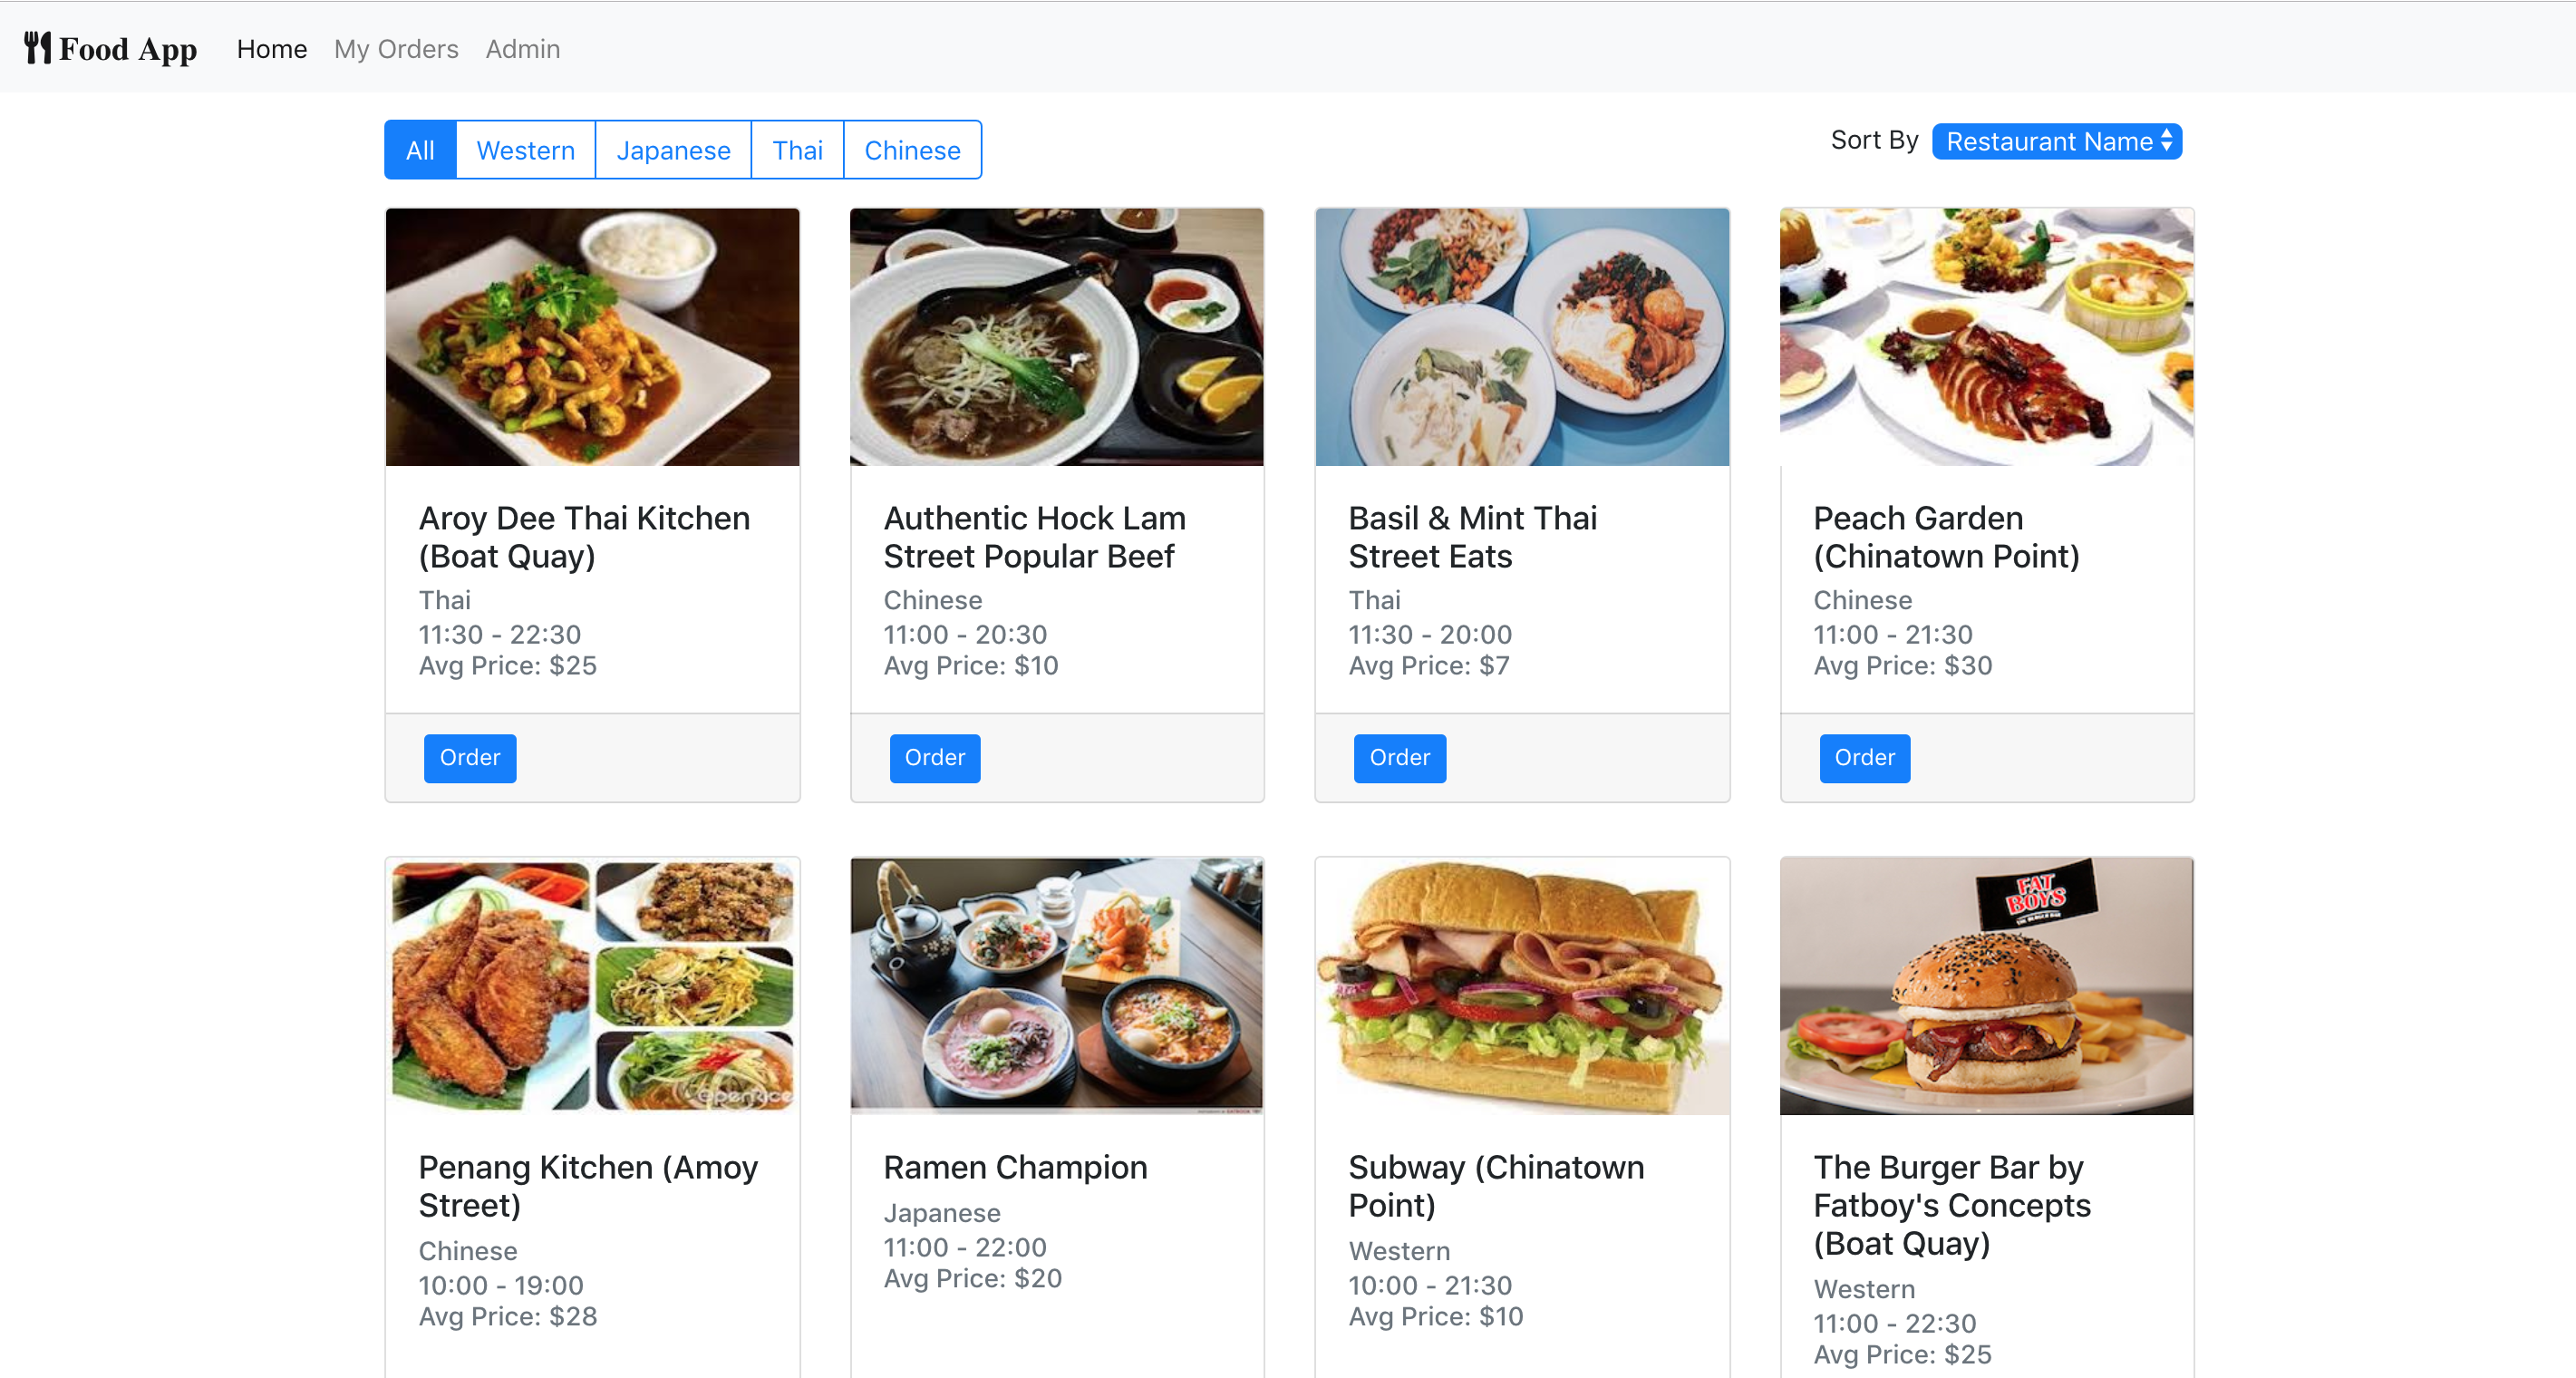 Food App Home My Orders Admin
All Western Japanese Thai Chinese
Sort By Restaurant Name
Aroy Dee Thai Kitchen
(Boat Quay)
Thai
11:30 - 22:30
Avg Price: $25
Order
Authentic Hock Lam
Street Popular Beef
Chinese
11:00 - 20:30
Avg Price: $10
Order
Basil & Mint Thai
Street Eats
Thai
11:30 - 20:00
Avg Price: $7
Order
Peach Garden
(Chinatown Point)
Chinese
11:00 - 21:30
Avg Price: $30
Order
openrice
Penang Kitchen (Amoy
Street)
Chinese
10:00 - 19:00
Avg Price: $28
Ramen Champion
Japanese
11:00 - 22:00
Avg Price: $20
Subway (Chinatown
Point)
Western
10:00 - 21:30
Avg Price: $10
FAT
BOYS
THE BURGER BAR
The Burger Bar by
Fatboy's Concepts
(Boat Quay)
Western
11:00 - 22:30
Avg Price: $25